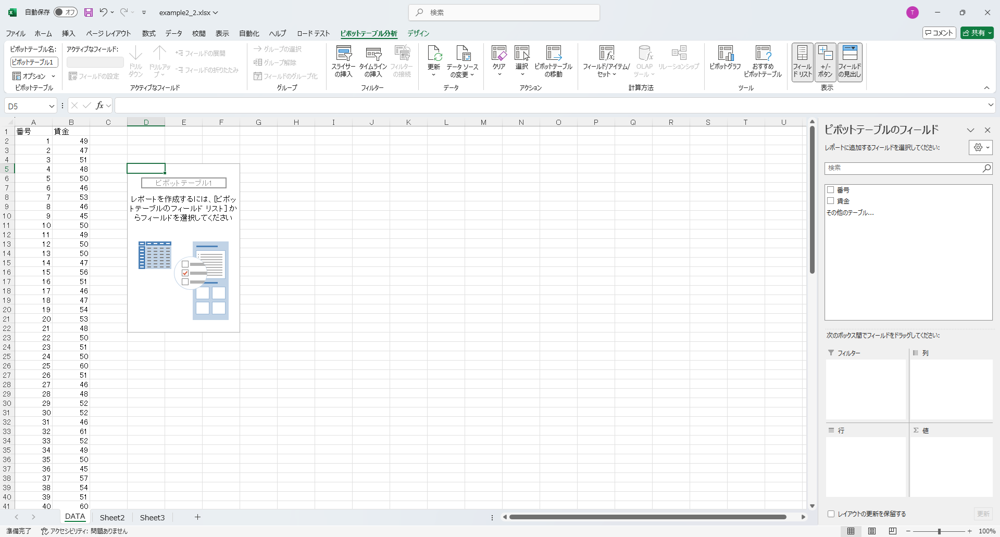 自動保存 オフ example2_2.xlsx 検索 T
ファイル ホーム 挿入 ページ レイアウト 数式 データ 校閲 表示 自動化 ヘルプ ロード テスト ピボットテーブル分析 デザイン コメント 共有
ピボットテーブル名:
ピボットテーブル1
オプション
ピボットテーブル
アクティブなフィールド:
フィールドの設定
ドリルダウン
ドリルアップ
フィールドの展開
フィールドの折りたたみ
アクティブなフィールド
グループの選択
グループ解除
フィールドのグループ化
グループ
スライサーの挿入
タイムラインの挿入
フィルターの接続
フィルター
更新
データ ソースの変更
データ
クリア
選択
ピボットテーブルの移動
アクション
フィールド/アイテム/セット
OLAP ツール
リレーションシップ
計算方法
ピボットグラフ
おすすめピボットテーブル
ツール
フィールド リスト
+/- ボタン
フィールドの見出し
表示
D5 fx
A B C D E F G H I J K L M N O P Q R S T U
1 番号 賃金
2 1 49
3 2 47
4 3 51
5 4 48
6 5 50
7 6 46
8 7 53
9 8 46
10 9 45
11 10 50
12 11 49
13 12 50
14 13 50
15 14 47
16 15 56
17 16 51
18 17 46
19 18 47
20 19 54
21 20 53
22 21 48
23 22 50
24 23 51
25 24 50
26 25 60
27 26 51
28 27 46
29 28 48
30 29 52
31 30 52
32 31 46
33 32 61
34 33 52
35 34 49
36 35 50
37 36 45
38 37 57
39 38 54
40 39 51
41 40 60
ピボットテーブル1
レポートを作成するには、[ピボッ
トテーブルのフィールド リスト] か
らフィールドを選択してください
ピボットテーブルのフィールド
レポートに追加するフィールドを選択してください:
検索
番号
賃金
その他のテーブル...
次のボックス間でフィールドをドラッグしてください:
フィルター
列
行
Σ 値
レイアウトの更新を保留する 更新
DATA Sheet2 Sheet3 +
準備完了 アクセシビリティ: 問題ありません − + 100%